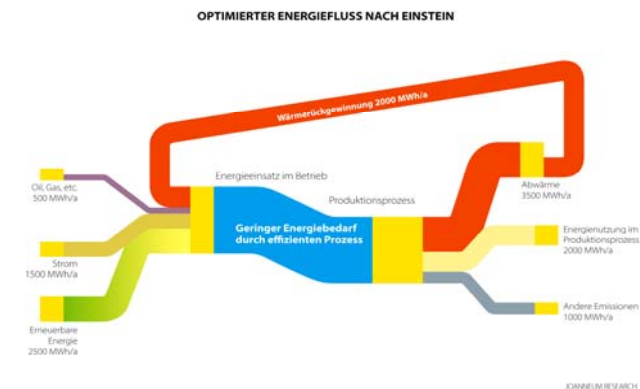 OPTIMIERTER ENERGIEFLUSS NACH EINSTEIN
Wärmerückgewinnung 2000 MWh/a
Energieeinsatz im Betrieb
Oil, Gas, etc.
500 MWh/a
Abwärme
3500 MWh/a
Produktionsprozess
Geringer Energiebedarf
durch effizienten Prozess
Energienutzung im
Produktionsprozess
2000 MWh/a
Strom
1500 MWh/a
Andere Emissionen
1000 MWh/a
Erneuerbare
Energie
2500 MWh/a
JOANNEUM RESEARCH